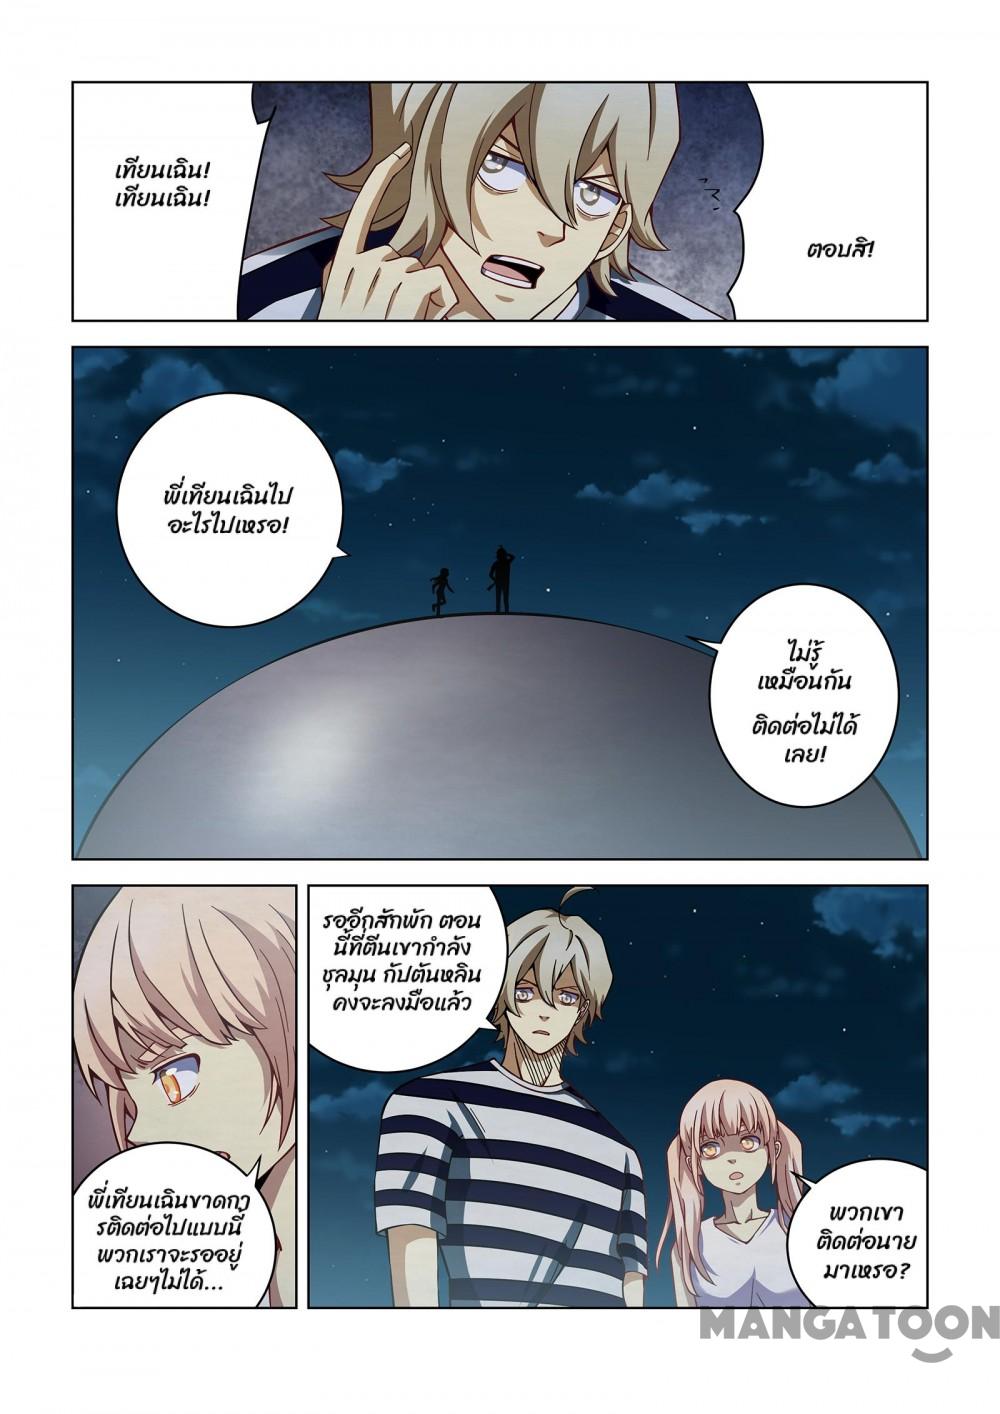 เทียนเฉิน!
เทียนเฉิน!
ตอบสิ!
พี่เทียนเฉินไป
อะไรไปเหรอ!
ไม่รู้
เหมือนกัน
ติดต่อไม่ได้
เลย!
พี่เทียนเฉินขาดกา
รติดต่อไปแบบนี้
พวกเราจะรออยู่
เฉยๆไม่ได้...
รออีกสักพัก ตอน
นี้ที่ตีนเขากำลัง
ชุลมุน กัปตันหลิน
คงจะลงมือแล้ว
พวกเขา
ติดต่อนาย
มาเหรอ?
MANGATOON